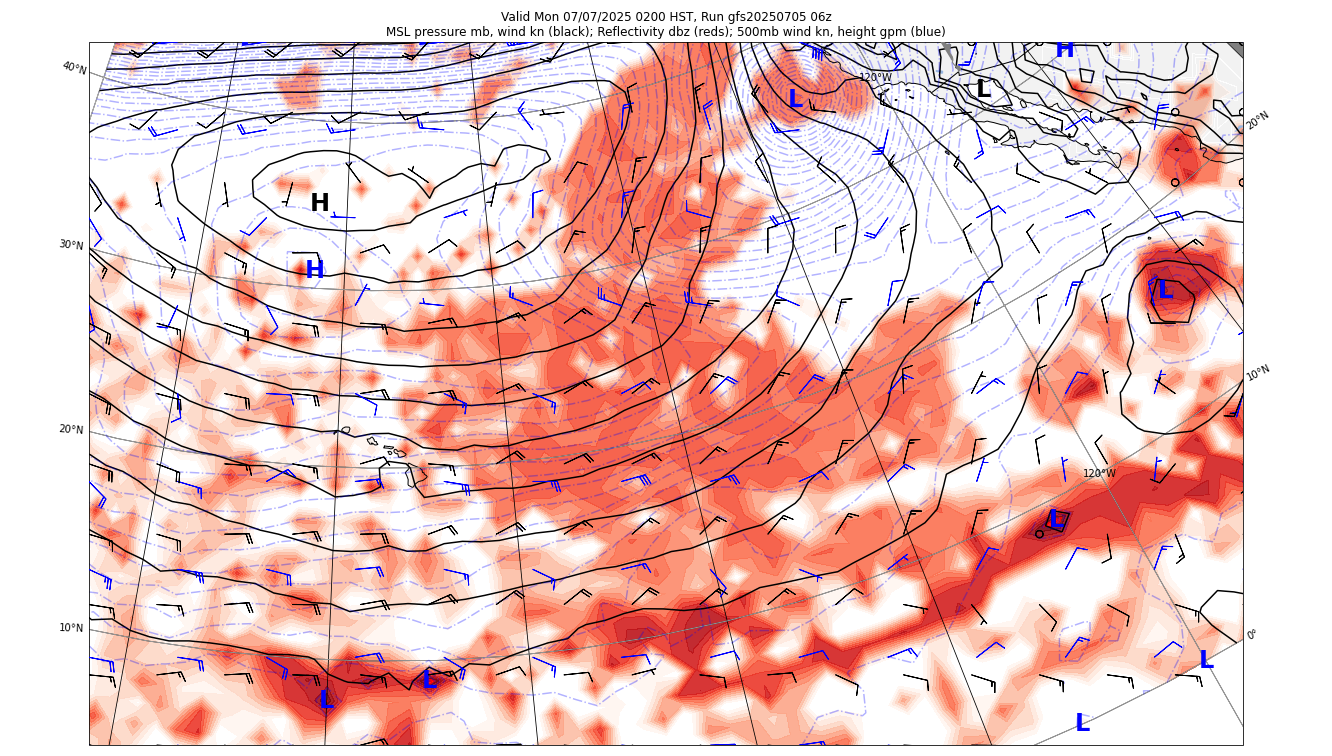 Valid Mon 07/07/2025 0200 HST, Run gfs20250705 06z
MSL pressure mb, wind kn (black); Reflectivity dbz (reds); 500mb wind kn, height gpm (blue)
H
40°N
120°W
L
L
20°N
H
30°N
H
L
10°N
20°N
120°W
L
10°N
0°
L
L
L
L